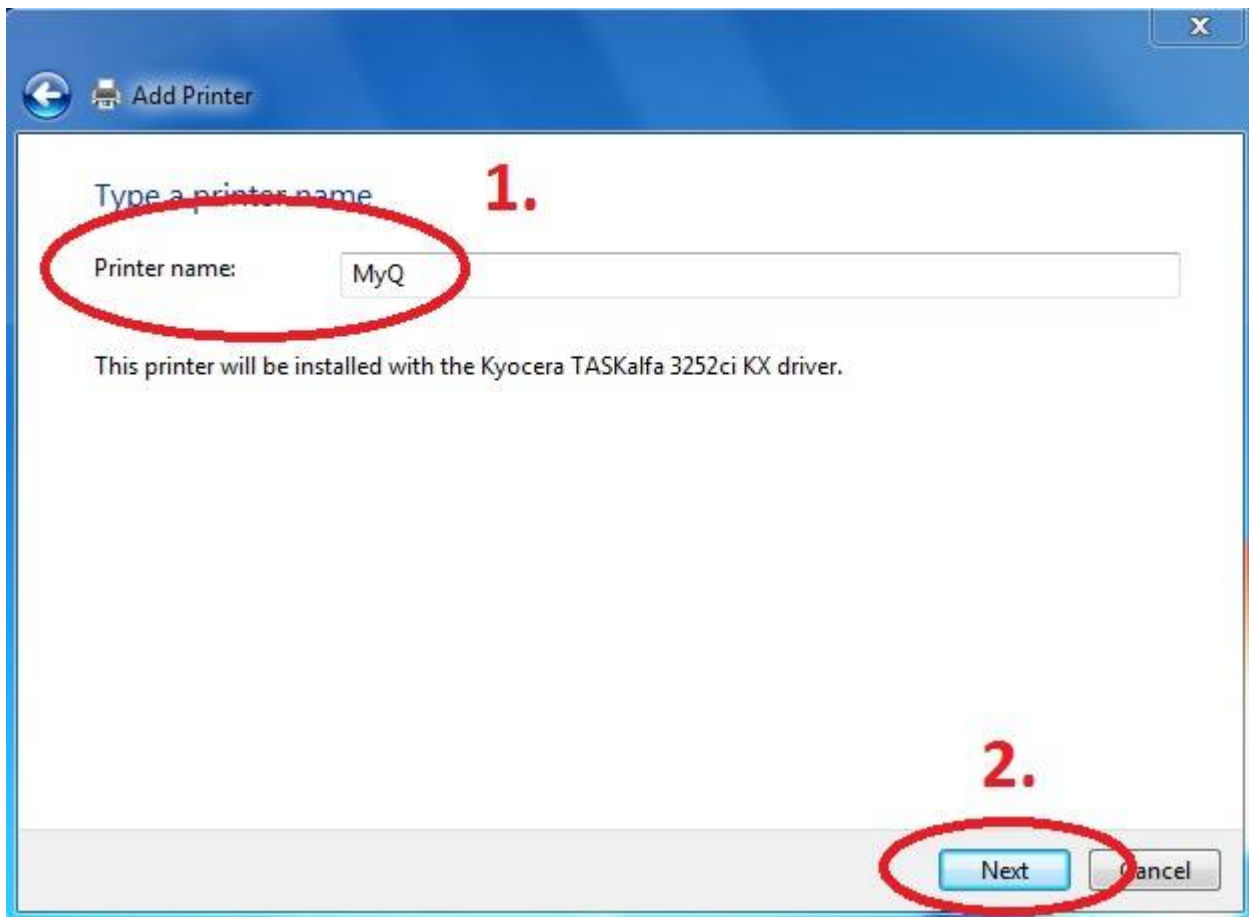 Add Printer
Type a printer name
1.
Printer name:
MyQ
This printer will be installed with the Kyocera TASKalfa 3252ci KX driver.
2.
Next
Cancel